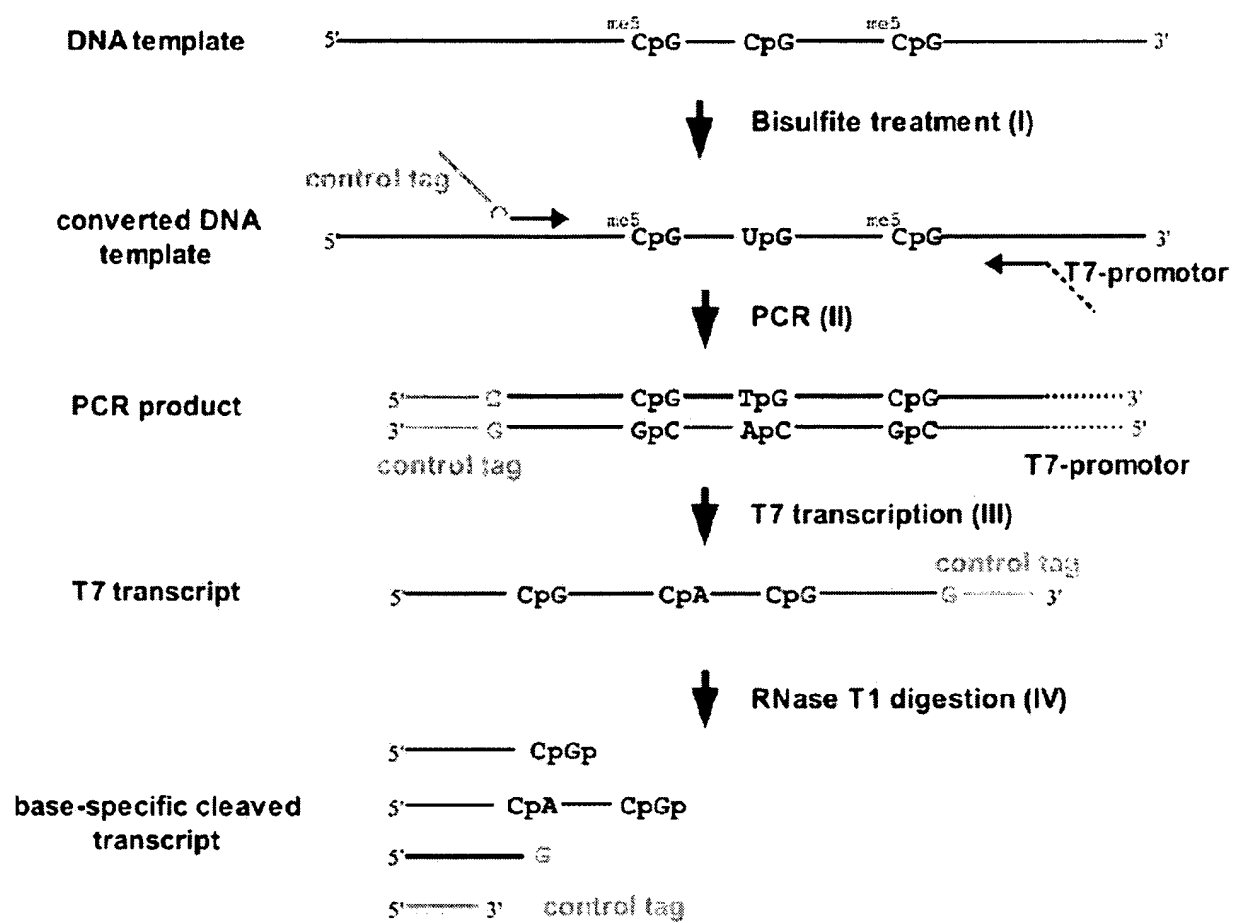 DNA template 5' me5 CpG CpG me5 CpG 3'
Bisulfite treatment (I)
control tag
converted DNA template 5' me5 CpG UpG me5 CpG 3'
T7-promotor
PCR (II)
PCR product 5' C CpG TpG CpG 3'
3' G GpC ApC GpC 5'
control tag T7-promotor
T7 transcription (III)
control tag
T7 transcript 5' CpG CpA CpG G 3'
RNase T1 digestion (IV)
5' CpGp
base-specific cleaved transcript
5' CpA CpGp
5' G
5' 3' control tag